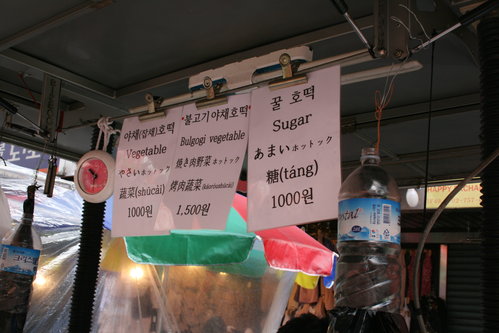 야채(잡채)호떡
Vegetable
やさいホットック
蔬菜(shūcài)
1000원
불고기야채호떡
Bulgogi vegetable
焼き肉野菜ホットック
烤肉蔬菜(kǎoròushūcài)
1,500원
꿀 호떡
Sugar
あまいホットック
糖(táng)
1000원
HAPPY